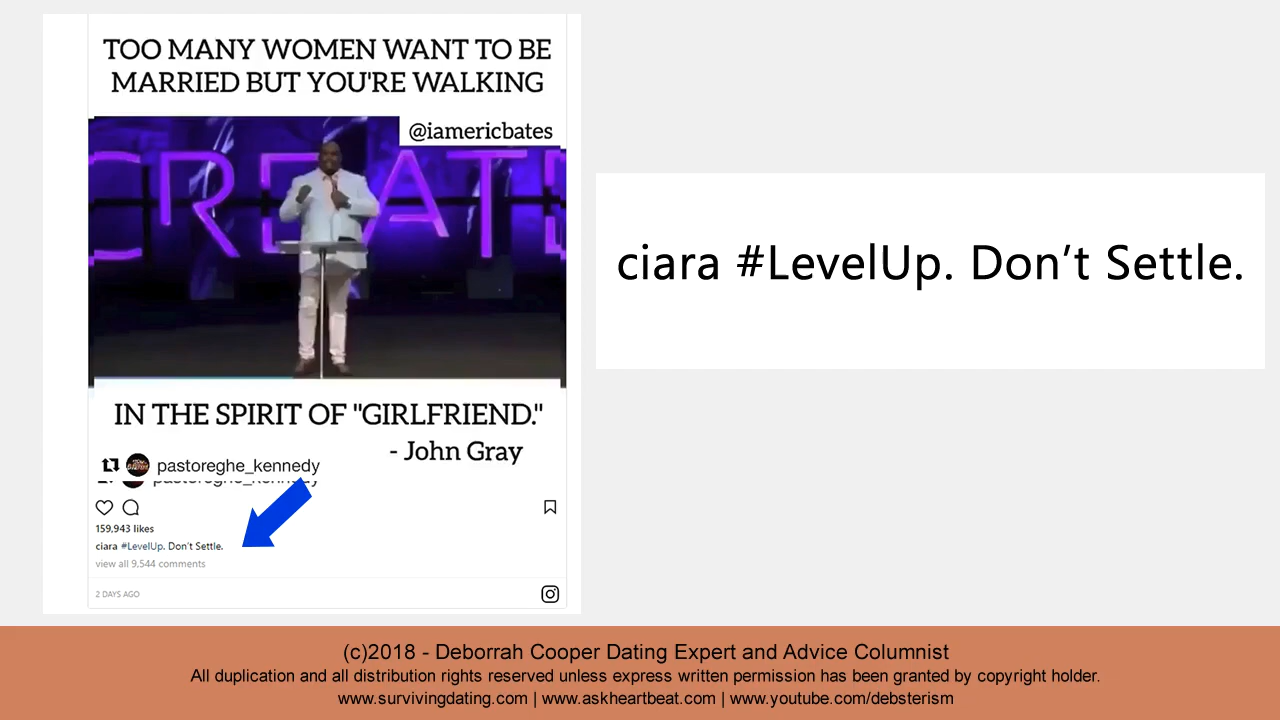 TOO MANY WOMEN WANT TO BE
MARRIED BUT YOU'RE WALKING
@iamericbates
CREATE
IN THE SPIRIT OF "GIRLFRIEND."
- John Gray
pastoreghe_kennedy
pastoreghe_kennedy
159,943 likes
ciara #LevelUp. Don't Settle.
view all 9,544 comments
2 DAYS AGO
ciara #LevelUp. Don’t Settle.
(c)2018 - Deborrah Cooper Dating Expert and Advice Columnist
All duplication and all distribution rights reserved unless express written permission has been granted by copyright holder.
www.survivingdating.com | www.askheartbeat.com | www.youtube.com/debsterism